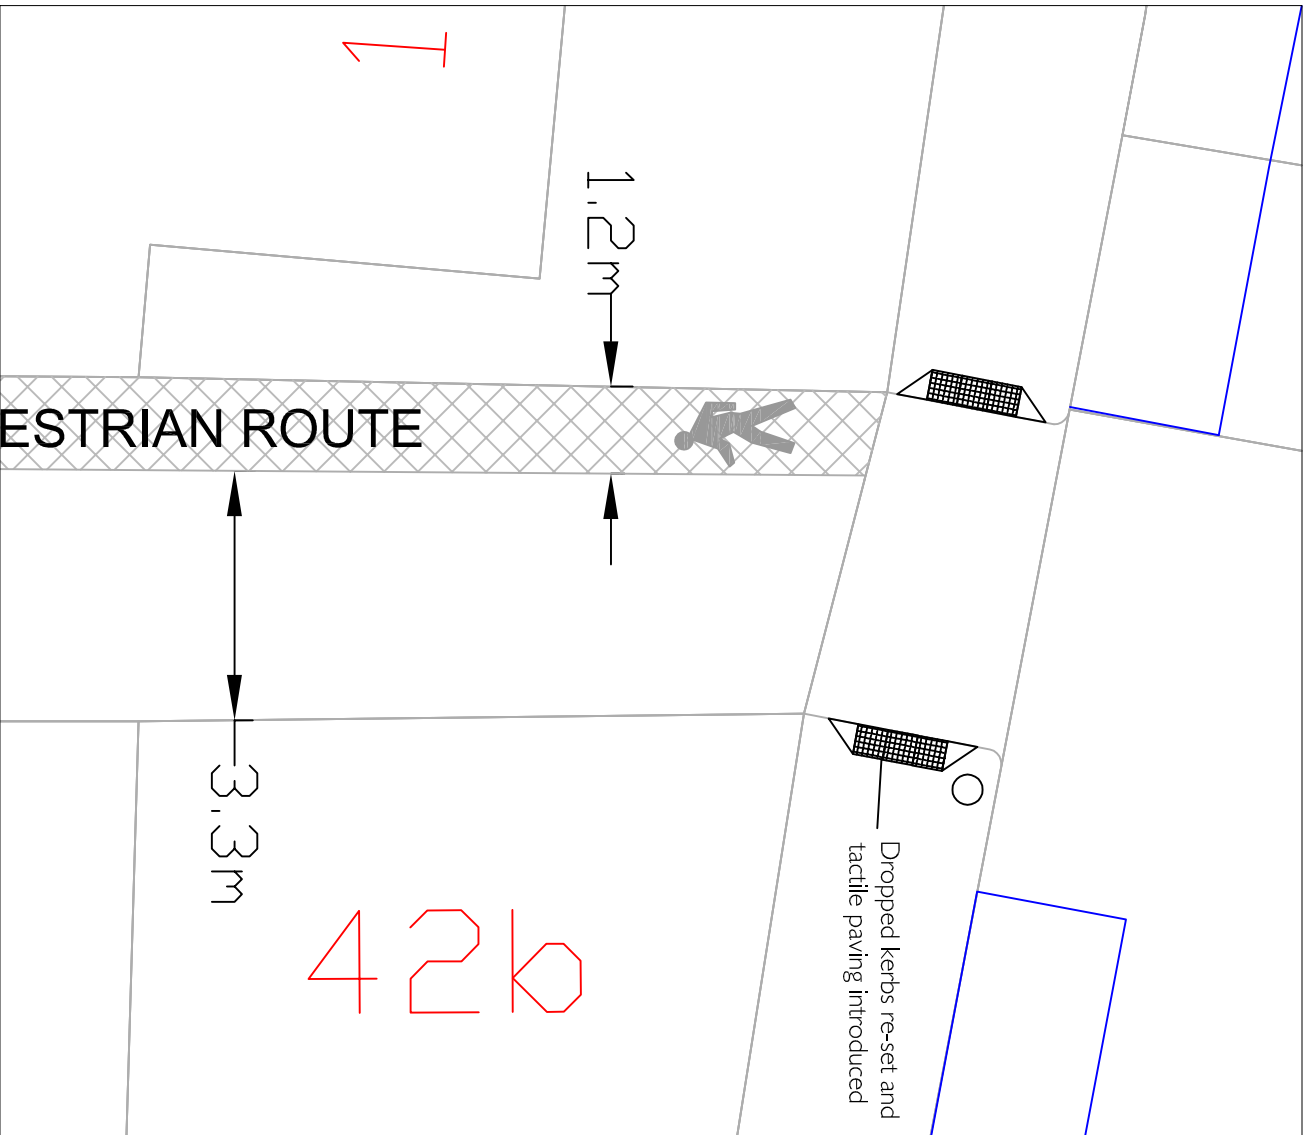 1
1.2m
ESTRIAN ROUTE
3.3m
42b
Dropped kerbs re-set and
tactile paving introduced